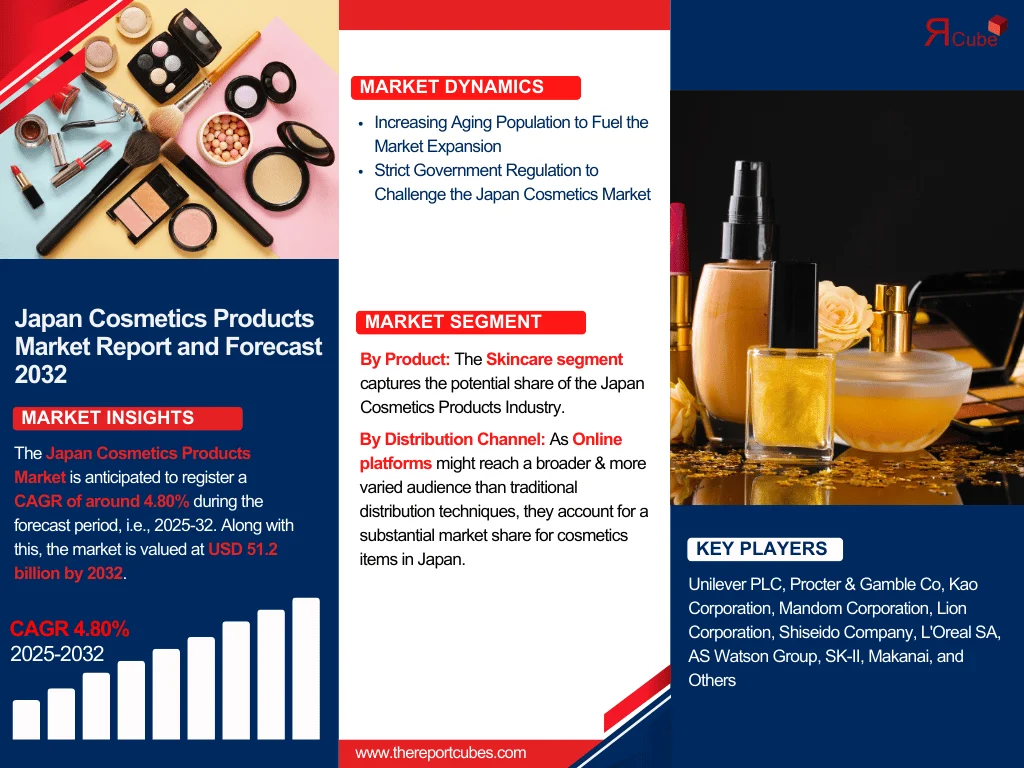 Japan Cosmetics Products
Market Report and Forecast
2032
MARKET INSIGHTS
The Japan Cosmetics Products
Market is anticipated to register a
CAGR of around 4.80% during the
forecast period, i.e., 2025-32. Along with
this, the market is valued at USD 51.2
billion by 2032.
CAGR 4.80%
2025-2032
MARKET DYNAMICS
• Increasing Aging Population to Fuel the
Market Expansion
• Strict Government Regulation to
Challenge the Japan Cosmetics Market
MARKET SEGMENT
By Product: The Skincare segment
captures the potential share of the Japan
Cosmetics Products Industry.
By Distribution Channel: As Online
platforms might reach a broader & more
varied audience than traditional
distribution techniques, they account for a
substantial market share for cosmetics
items in Japan.
www.thereportcubes.com
ЯCube
KEY PLAYERS
Unilever PLC, Procter & Gamble Co, Kao
Corporation, Mandom Corporation, Lion
Corporation, Shiseido Company, L'Oreal SA,
AS Watson Group, SK-II, Makanai, and
Others